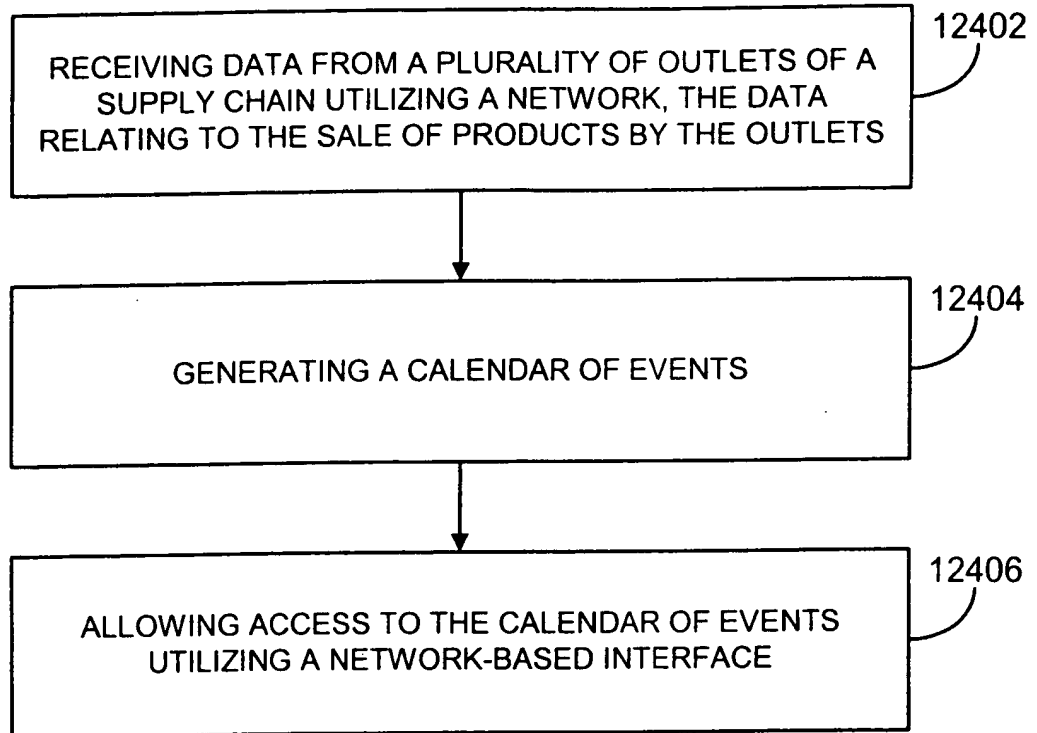 12402
RECEIVING DATA FROM A PLURALITY OF OUTLETS OF A
SUPPLY CHAIN UTILIZING A NETWORK, THE DATA
RELATING TO THE SALE OF PRODUCTS BY THE OUTLETS
12404
GENERATING A CALENDAR OF EVENTS
12406
ALLOWING ACCESS TO THE CALENDAR OF EVENTS
UTILIZING A NETWORK-BASED INTERFACE